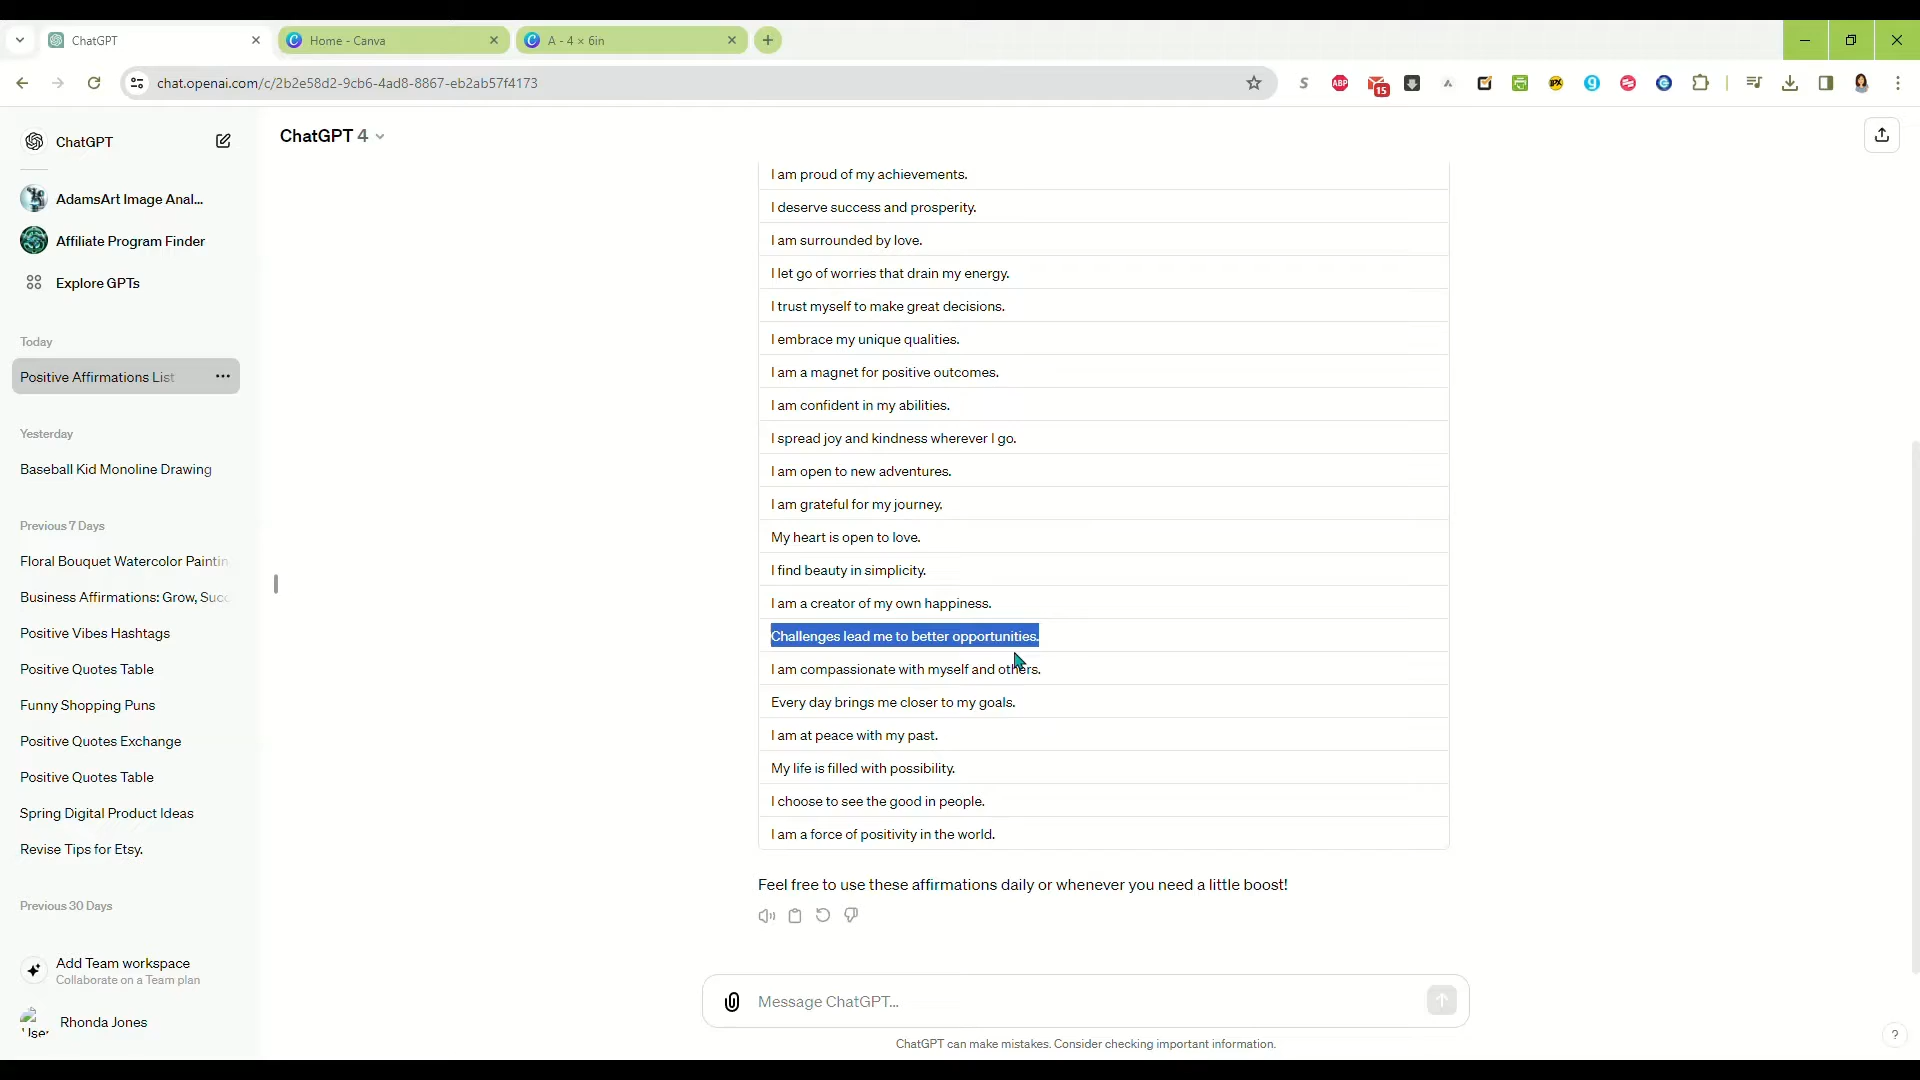 ChatGPT
Home - Canva
A - 4 × 6in
chat.openai.com/c/2b2e58d2-9cb6-4ad8-8867-eb2ab57f4173
S
ABP
15
ChatGPT
AdamsArt Image Anal...
Affiliate Program Finder
Explore GPTs
Today
Positive Affirmations List
Yesterday
Baseball Kid Monoline Drawing
Previous 7 Days
Floral Bouquet Watercolor Paintin
Business Affirmations: Grow, Suc
Positive Vibes Hashtags
Positive Quotes Table
Funny Shopping Puns
Positive Quotes Exchange
Positive Quotes Table
Spring Digital Product Ideas
Revise Tips for Etsy.
Previous 30 Days
Add Team workspace
Collaborate on a Team plan
User
Rhonda Jones
ChatGPT 4
I am proud of my achievements.
I deserve success and prosperity.
I am surrounded by love.
I let go of worries that drain my energy.
I trust myself to make great decisions.
I embrace my unique qualities.
I am a magnet for positive outcomes.
I am confident in my abilities.
I spread joy and kindness wherever I go.
I am open to new adventures.
I am grateful for my journey.
My heart is open to love.
I find beauty in simplicity.
I am a creator of my own happiness.
Challenges lead me to better opportunities.
I am compassionate with myself and others.
Every day brings me closer to my goals.
I am at peace with my past.
My life is filled with possibility.
I choose to see the good in people.
I am a force of positivity in the world.
Feel free to use these affirmations daily or whenever you need a little boost!
Message ChatGPT...
ChatGPT can make mistakes. Consider checking important information.
?